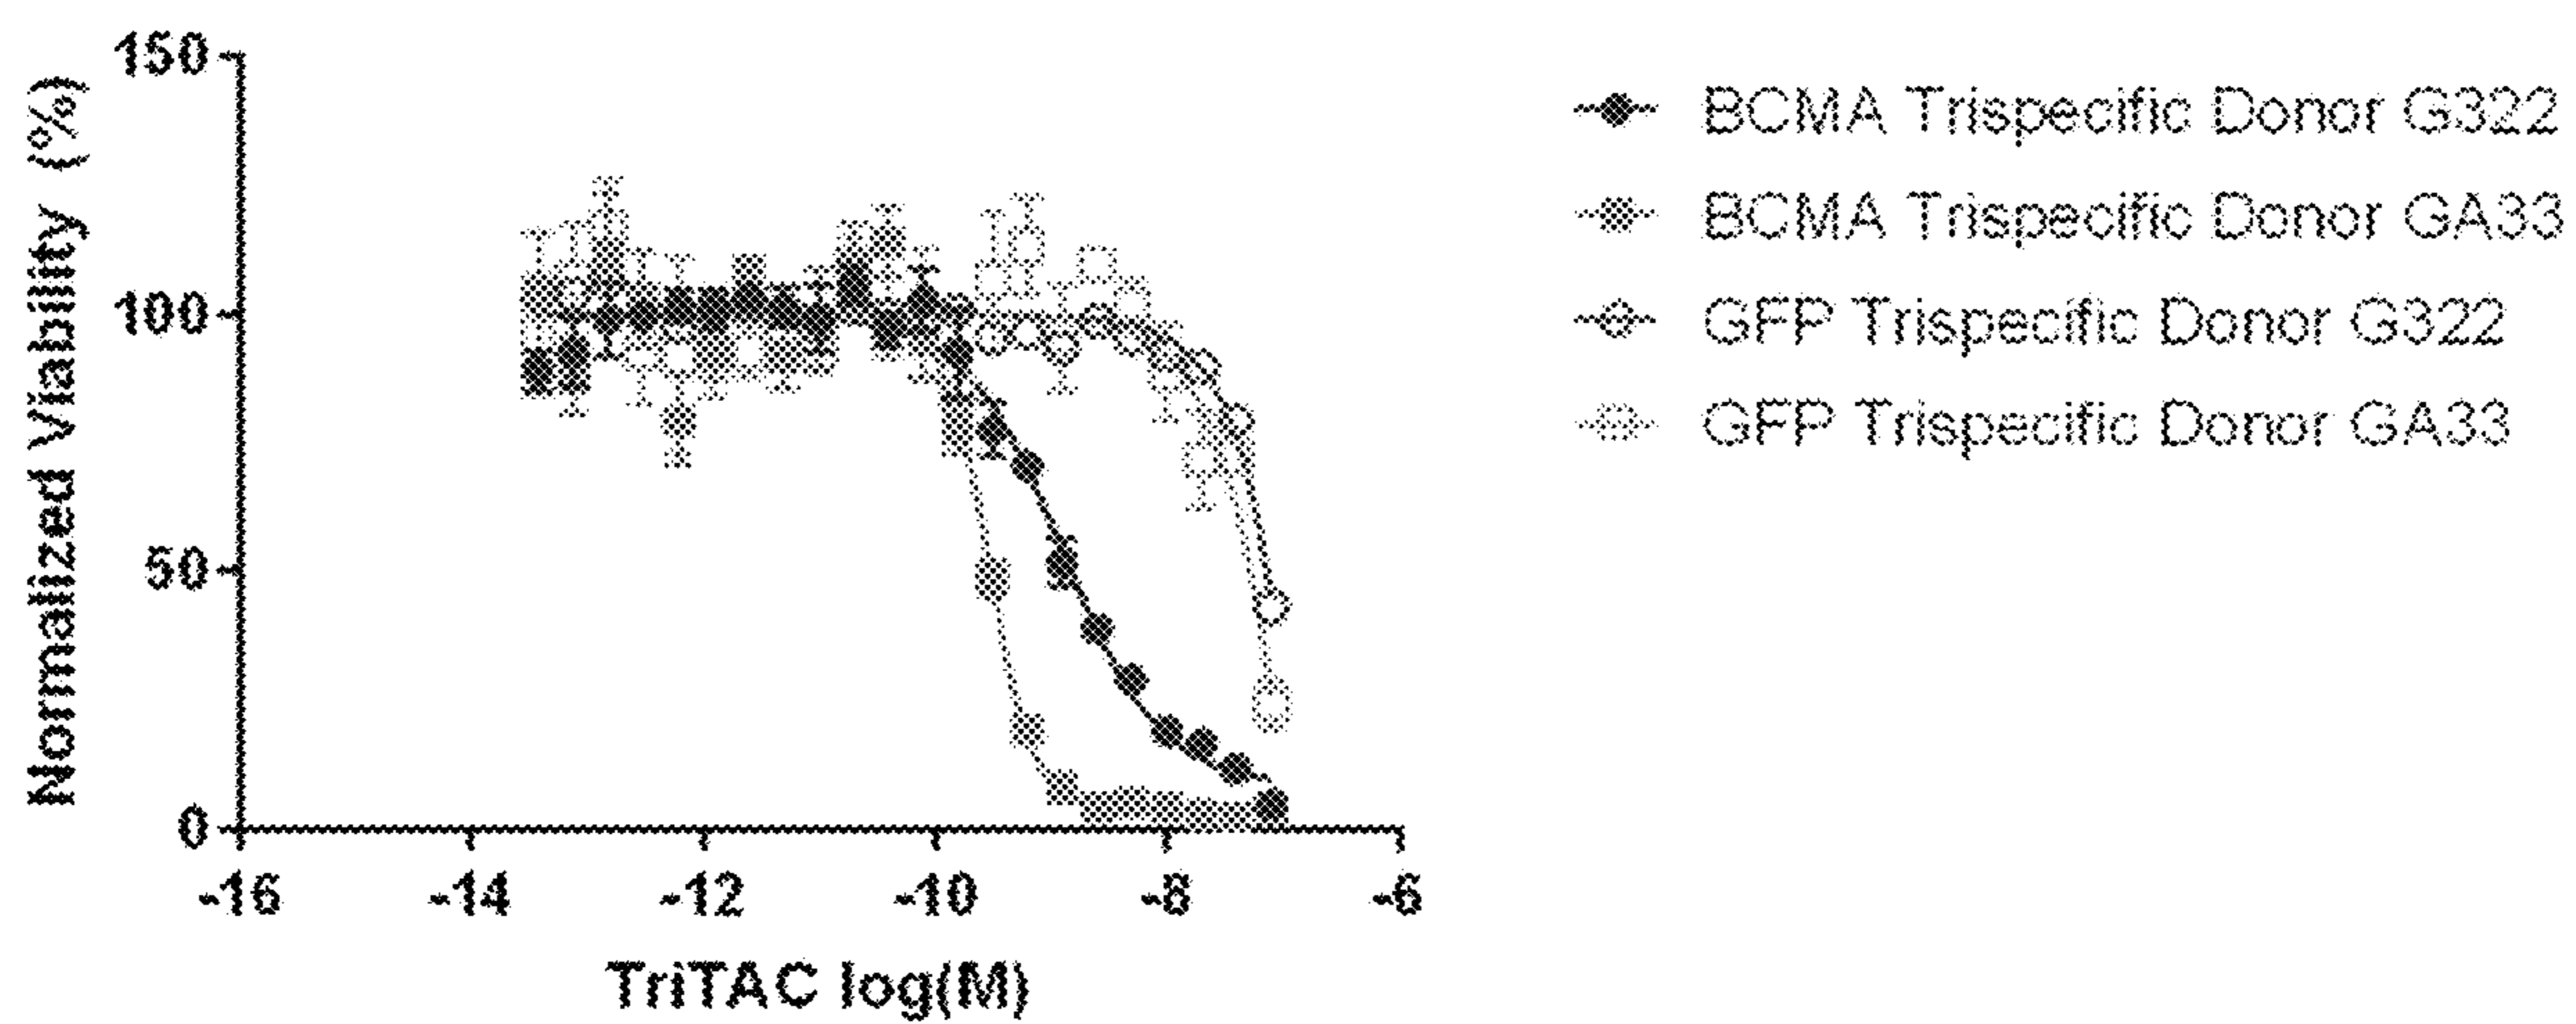 Normalized Viability (%)
150
100
50
0
-16
-14
-12
-10
-8
-6
TriTAC log(M)
BCMA Trispecific Donor G322
BCMA Trispecific Donor GA33
GFP Trispecific Donor G322
GFP Trispecific Donor GA33